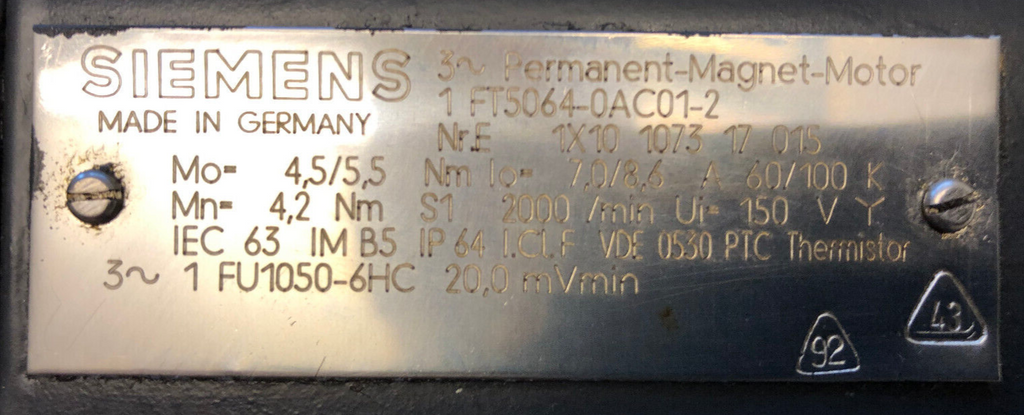 SIEMENS 3~ Permanent-Magnet-Motor
1 FT5064-0AC01-2
MADE IN GERMANY
Nr.E 1X10 1073 17 015
Mo= 4,5/5,5 Nm Io= 7,0/8,6 A 60/100 K
Mn= 4,2 Nm S1 2000 /min Ui= 150 V Y
IEC 63 IM B5 IP 64 I.Cl.F VDE 0530 PTC Thermistor
3~ 1 FU1050-6HC 20,0 mVmin
43
92